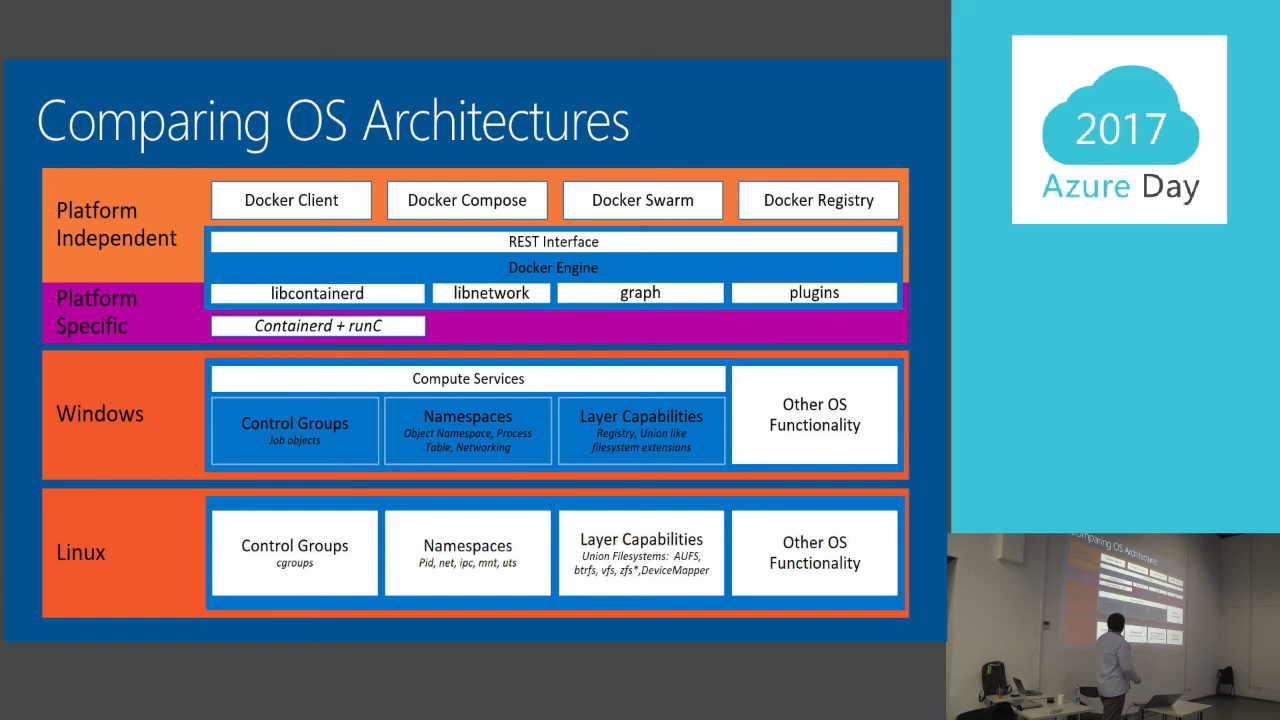 Comparing OS Architectures
Platform
Independent
Docker Client
Docker Compose
Docker Swarm
Docker Registry
REST Interface
Docker Engine
Platform
Specific
libcontainerd
libnetwork
graph
plugins
Containerd + runC
Windows
Compute Services
Control Groups
Job objects
Namespaces
Object Namespace, Process
Table, Networking
Layer Capabilities
Registry, Union like
filesystem extensions
Other OS
Functionality
Linux
Control Groups
cgroups
Namespaces
Pid, net, ipc, mnt, uts
Layer Capabilities
Union Filesystems: AUFS,
btrfs, vfs, zfs*,DeviceMapper
Other OS
Functionality
2017
Azure Day
Comparing OS Architectures